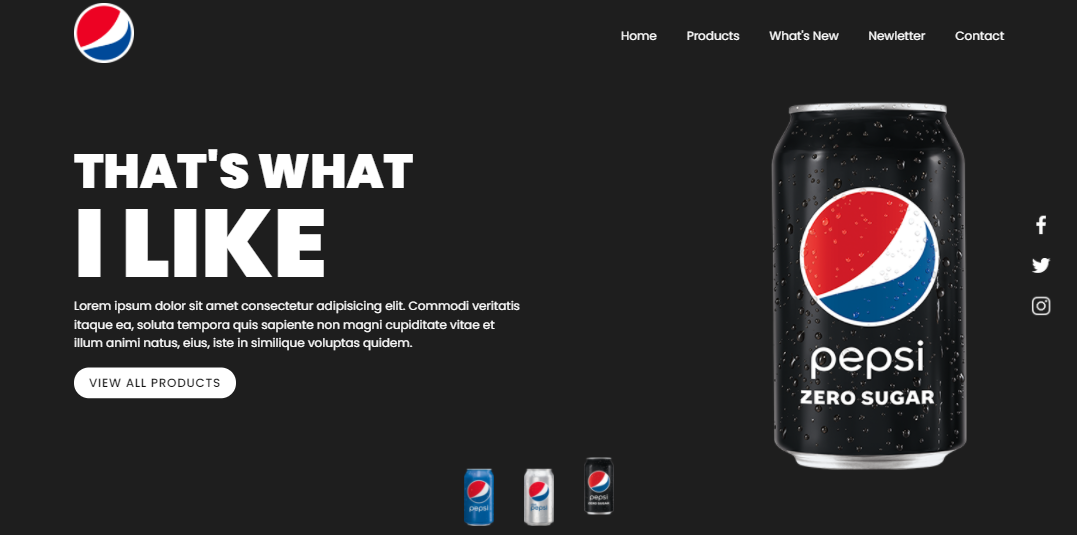 Home Products What's New Newletter Contact
THAT'S WHAT
I LIKE
Lorem ipsum dolor sit amet consectetur adipisicing elit. Commodi veritatis
itaque ea, soluta tempora quis sapiente non magni cupiditate vitae et
illum animi natus, eius, iste in similique voluptas quidem.
VIEW ALL PRODUCTS
pepsi
ZERO SUGAR
pepsi
pepsi
pepsi
ZERO SUGAR